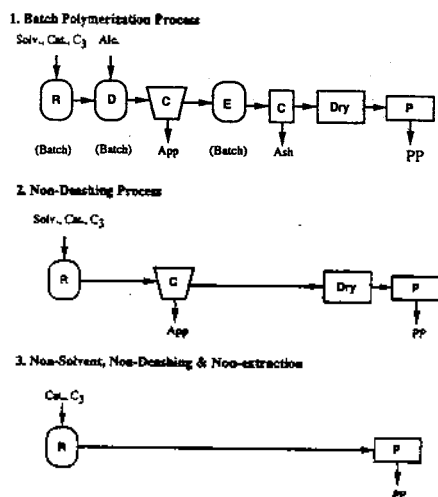 1. Batch Polymerization Process
Solv., Cat., C3 Alc.
R D C E C Dry P
(Batch) (Batch) App (Batch) Ash PP
2. Non-Deashing Process
Solv., Cat., C3
R C Dry P
App PP
3. Non-Solvent, Non-Deashing & Non-extraction
Cat., C3
R P
PP